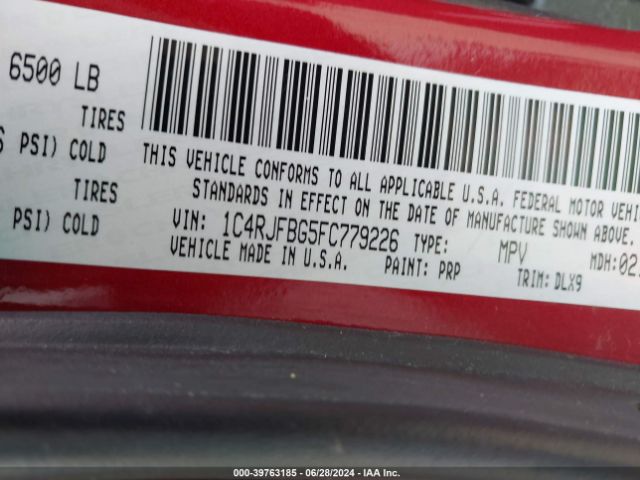 6500 LB
TIRES
PSI) COLD
TIRES
PSI) COLD
THIS VEHICLE CONFORMS TO ALL APPLICABLE U.S.A. FEDERAL MOTOR VEHI
STANDARDS IN EFFECT ON THE DATE OF MANUFACTURE SHOWN ABOVE.
VIN: 1C4RJFBG5FC779226 TYPE: MPV MDH:02
VEHICLE MADE IN U.S.A. PAINT: PRP TRIM: DLX9
000-39763185 - 06/28/2024 - IAA Inc.